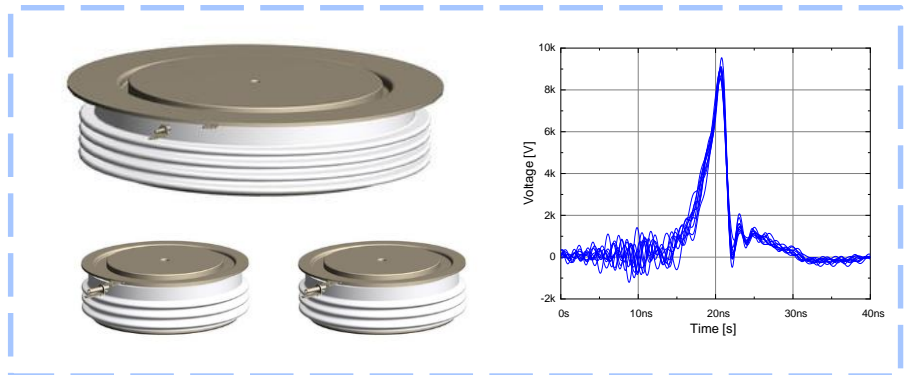 10k
8k
6k
4k
2k
0
-2k
Voltage [V]
0s
10ns
20ns
30ns
40ns
Time [s]